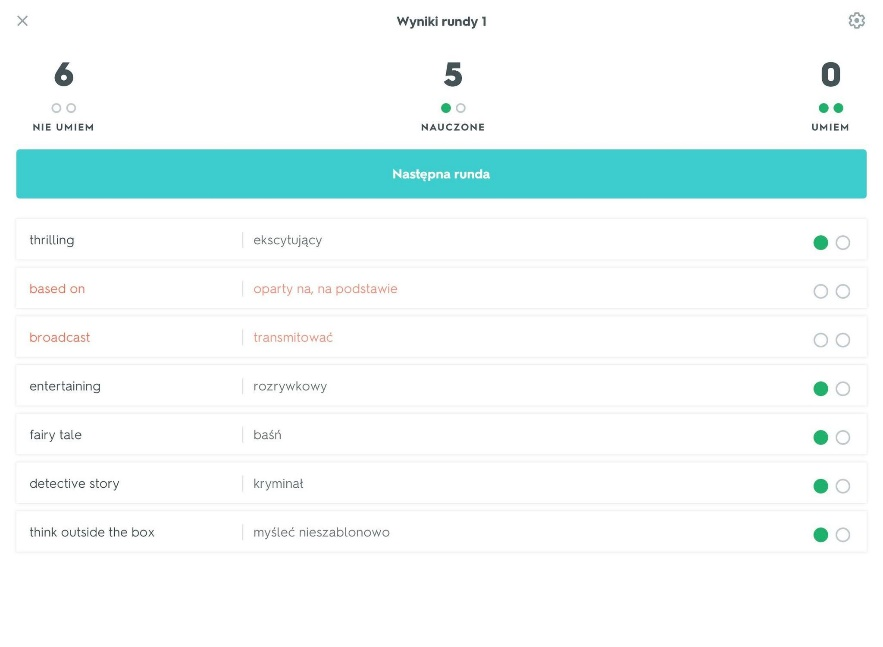 Wyniki rundy 1
6 5 0
NIE UMIEM NAUCZONE UMIEM
Następna runda
thrilling ekscytujący
based on oparty na, na podstawie
broadcast transmitować
entertaining rozrywkowy
fairy tale baśń
detective story kryminał
think outside the box myśleć nieszablonowo